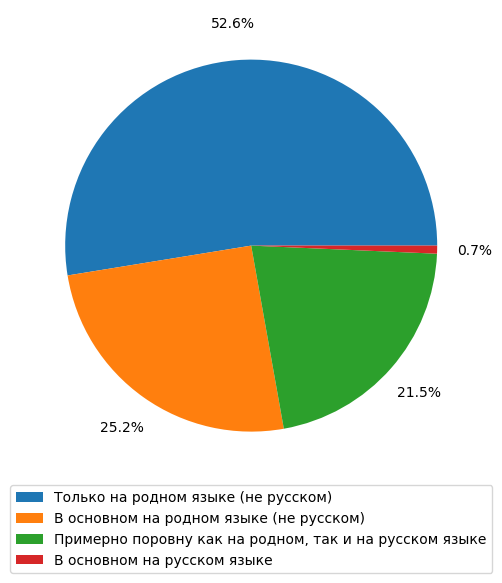 52.6%
0.7%
21.5%
25.2%
Только на родном языке (не русском)
В основном на родном языке (не русском)
Примерно поровну как на родном, так и на русском языке
В основном на русском языке